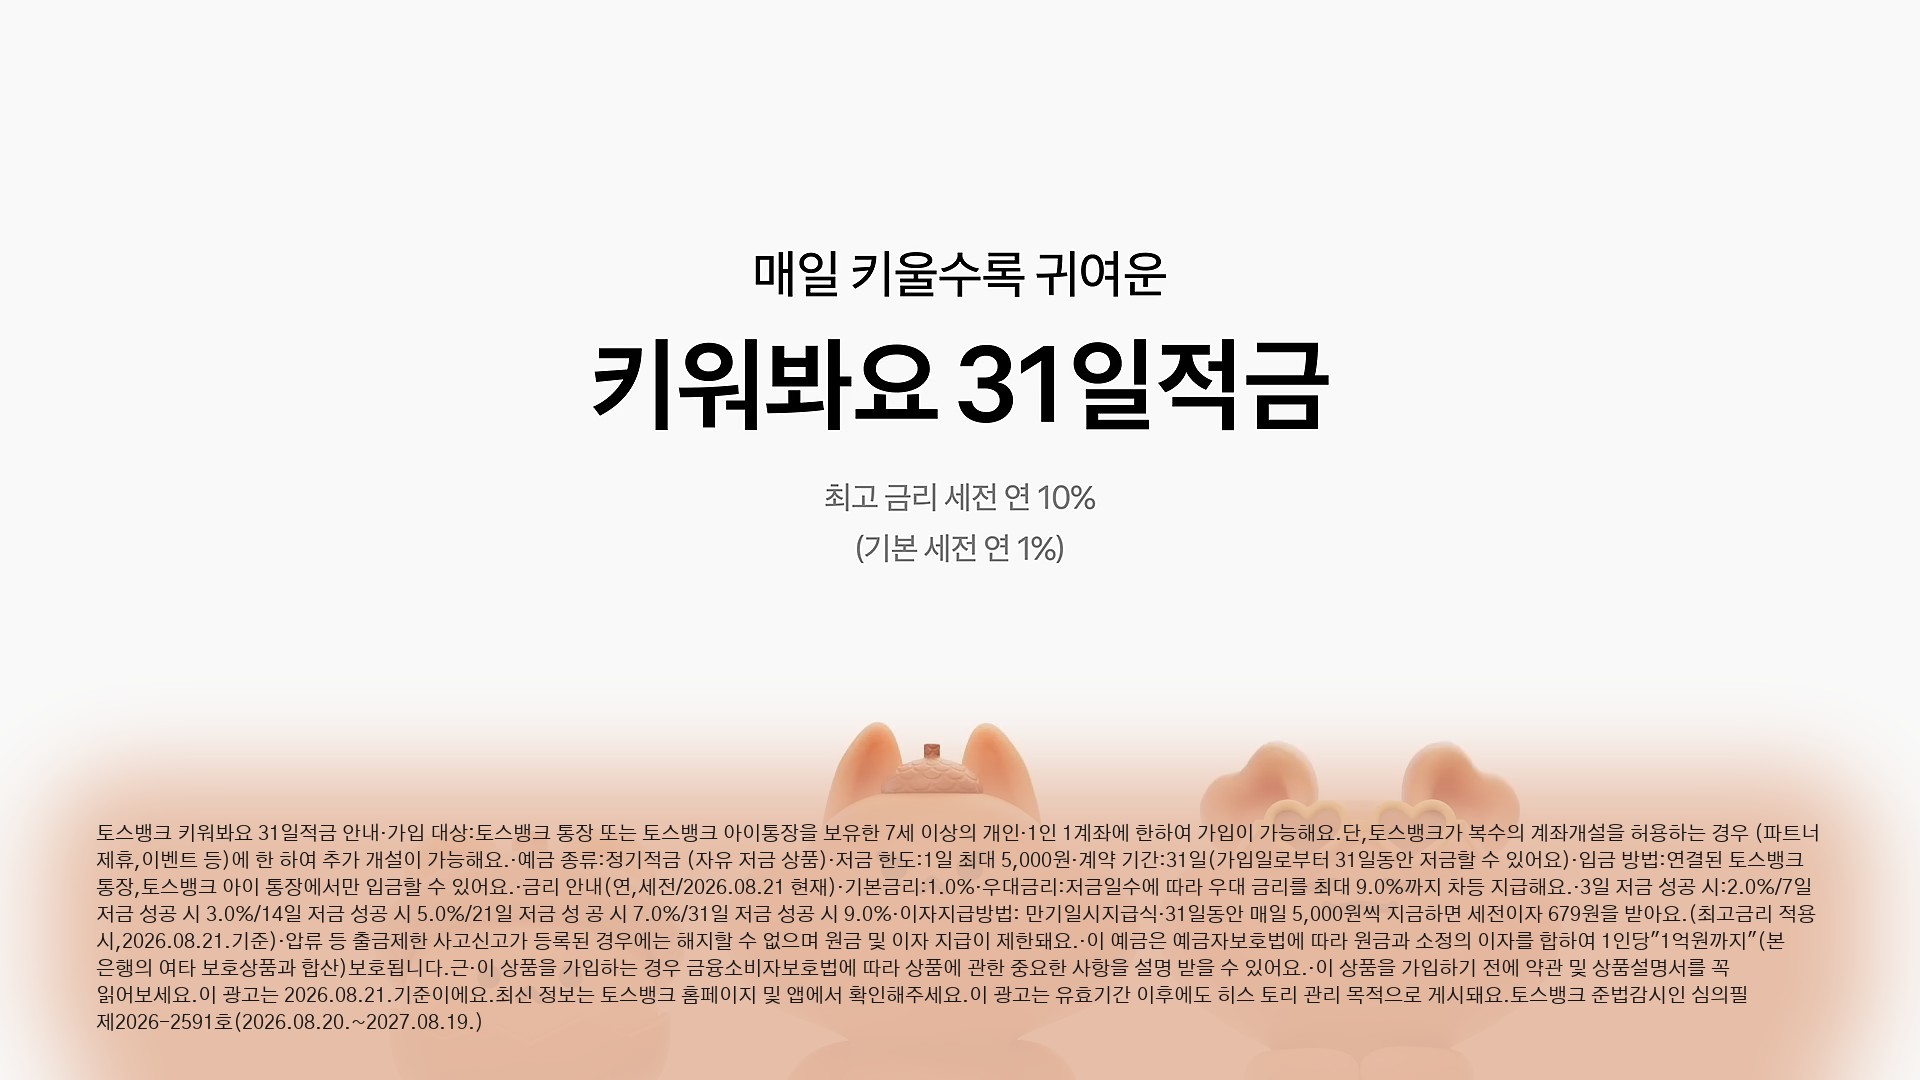 매일 키울수록 귀여운
키워봐요 31일적금
최고 금리 세전 연 10%
(기본 세전 연 1%)
토스뱅크 키워봐요 31일적금 안내·가입 대상:토스뱅크 통장 또는 토스뱅크 아이통장을 보유한 7세 이상의 개인·1인 1계좌에 한하여 가입이 가능해요.단,토스뱅크가 복수의 계좌개설을 허용하는 경우 (파트너
제휴,이벤트 등)에 한 하여 추가 개설이 가능해요.·예금 종류:정기적금 (자유 저금 상품)·저금 한도:1일 최대 5,000원·계약 기간:31일(가입일로부터 31일동안 저금할 수 있어요)·입금 방법:연결된 토스뱅크
통장,토스뱅크 아이 통장에서만 입금할 수 있어요.·금리 안내(연,세전/2026.08.21 현재)·기본금리:1.0%·우대금리:저금일수에 따라 우대 금리를 최대 9.0%까지 차등 지급해요.·3일 저금 성공 시:2.0%/7일
저금 성공 시 3.0%/14일 저금 성공 시 5.0%/21일 저금 성 공 시 7.0%/31일 저금 성공 시 9.0%·이자지급방법: 만기일시지급식·31일동안 매일 5,000원씩 지금하면 세전이자 679원을 받아요.(최고금리 적용
시,2026.08.21.기준)·압류 등 출금제한 사고신고가 등록된 경우에는 해지할 수 없으며 원금 및 이자 지급이 제한돼요.·이 예금은 예금자보호법에 따라 원금과 소정의 이자를 합하여 1인당"1억원까지"(본
은행의 여타 보호상품과 합산)보호됩니다.근·이 상품을 가입하는 경우 금융소비자보호법에 따라 상품에 관한 중요한 사항을 설명 받을 수 있어요.·이 상품을 가입하기 전에 약관 및 상품설명서를 꼭
읽어보세요.이 광고는 2026.08.21.기준이에요.최신 정보는 토스뱅크 홈페이지 및 앱에서 확인해주세요.이 광고는 유효기간 이후에도 히스 토리 관리 목적으로 게시돼요.토스뱅크 준법감시인 심의필
제2026-2591호(2026.08.20.~2027.08.19.)